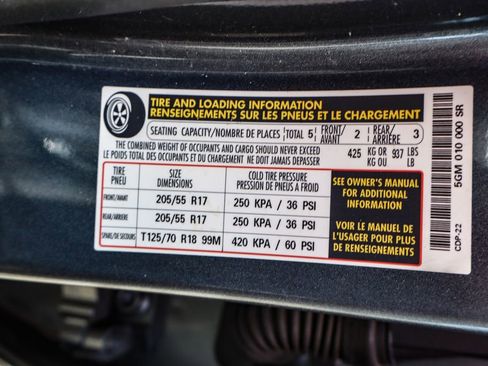 TIRE AND LOADING INFORMATION
RENSEIGNEMENTS SUR LES PNEUS ET LE CHARGEMENT
SEATING CAPACITY/NOMBRE DE PLACES TOTAL 5 FRONT/AVANT 2 REAR/ARRIÈRE 3
THE COMBINED WEIGHT OF OCCUPANTS AND CARGO SHOULD NEVER EXCEED 425 KG OR 937 LBS
LE POIDS TOTAL DES OCCUPANTS ET DU CHARGEMENT NE DOIT JAMAIS DEPASSER KG OU LB
TIRE PNEU
SIZE DIMENSIONS
COLD TIRE PRESSURE
PRESSION DE PNEUS A FROID
FRONT/AVANT 205/55 R17 250 KPA / 36 PSI
REAR/ARRIÈRE 205/55 R17 250 KPA / 36 PSI
SPARE/DE SECOURS T125/70 R18 99M 420 KPA / 60 PSI
SEE OWNER'S MANUAL
FOR ADDITIONAL
INFORMATION
VOIR LE MANUEL DE
L'USAGER POUR PLUS
DE RENSEIGNEMENTS
5GM 010 000 SR
CDP-22